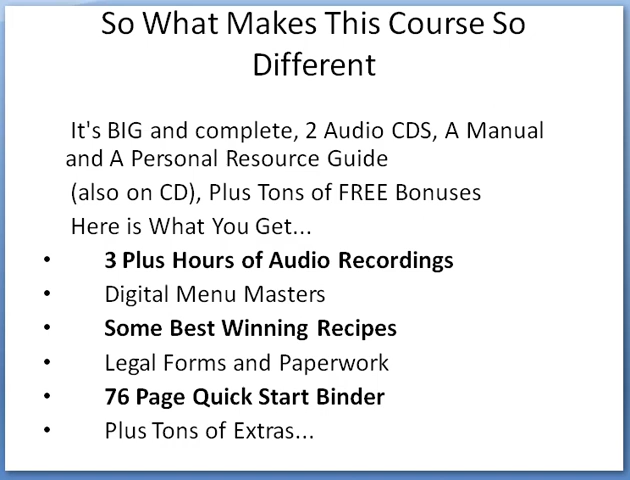 So What Makes This Course So
Different
It's BIG and complete, 2 Audio CDS, A Manual
and A Personal Resource Guide
(also on CD), Plus Tons of FREE Bonuses
Here is What You Get...
• 3 Plus Hours of Audio Recordings
• Digital Menu Masters
• Some Best Winning Recipes
• Legal Forms and Paperwork
• 76 Page Quick Start Binder
• Plus Tons of Extras...